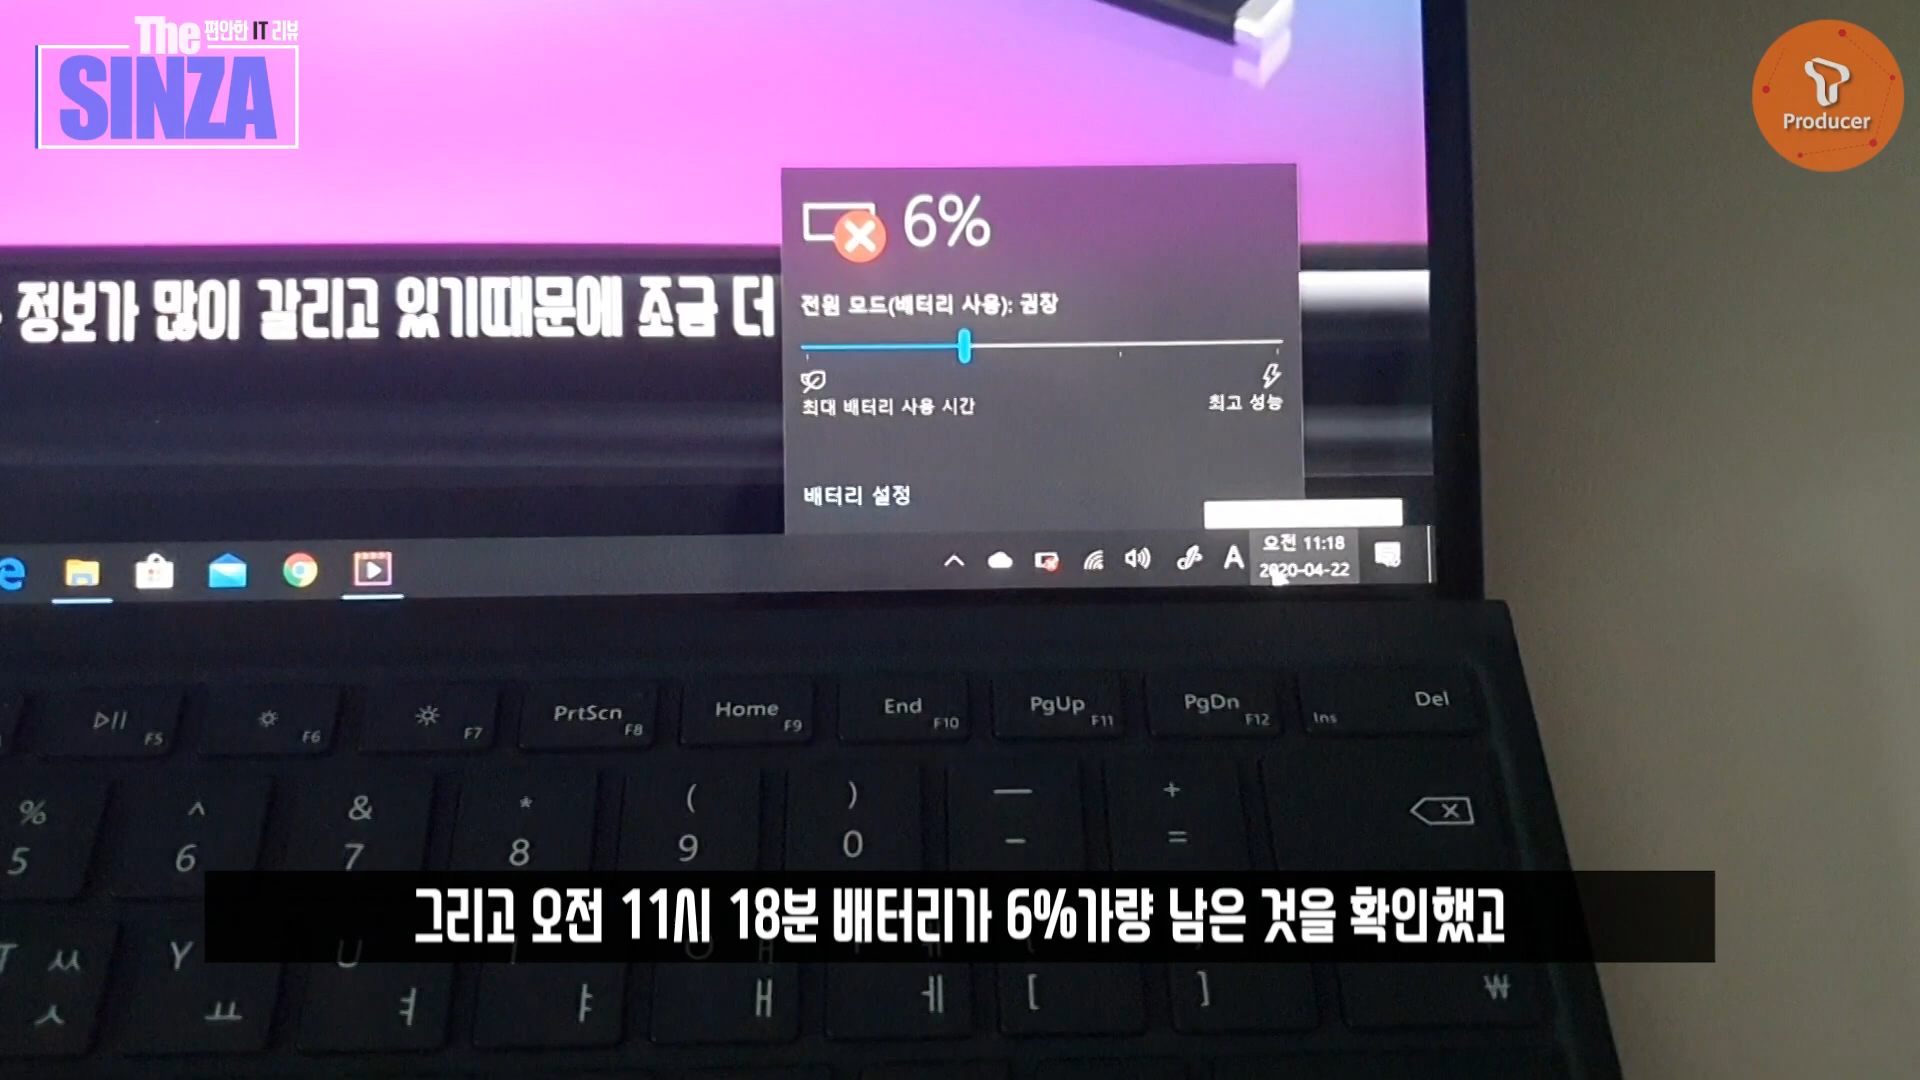 The 편안한 IT 리뷰
SINZA
Producer
6%
정보가 많이 갈리고 있기때문에 조금 더
전원 모드(배터리 사용): 권장
최대 배터리 사용 시간
최고 성능
배터리 설정
A
오전 11:18
2020-04-22
F5 F6 F7 PrtScn F8 Home F9 End F10 PgUp F11 PgDn F12 Ins Del
% ^ & * ( ) — +
5 6 7 8 9 0 - =
그리고 오전 11시 18분 배터리가 6%가량 남은 것을 확인했고
ㅆ Y U [ ] ₩
ㅅ ㅛ ㅕ ㅑ ㅐ ㅔ